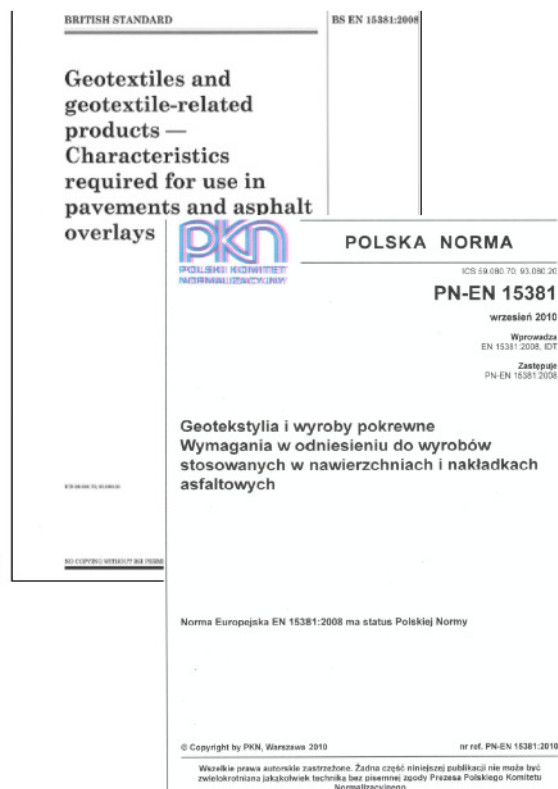 BRITISH STANDARD
BS EN 15381:2008
Geotextiles and
geotextile-related
products —
Characteristics
required for use in
pavements and asphalt
overlays
NO COPYING WITHOUT BSI PERM
PKN
POLSKI KOMITET
NORMALIZACYJNY
POLSKA NORMA
ICS 59.080.70; 93.080.20
PN-EN 15381
wrzesień 2010
Wprowadza
EN 15381:2008, IDT
Zastępuje
PN-EN 15381:2008
Geotekstylia i wyroby pokrewne
Wymagania w odniesieniu do wyrobów
stosowanych w nawierzchniach i nakładkach
asfaltowych
Norma Europejska EN 15381:2008 ma status Polskiej Normy
© Copyright by PKN, Warszawa 2010
nr ref. PN-EN 15381:2010
Wszelkie prawa autorskie zastrzeżone. Żadna część niniejszej publikacji nie może być
zwielokrotniana jakąkolwiek techniką bez pisemnej zgody Prezesa Polskiego Komitetu
Normalizacyjnego